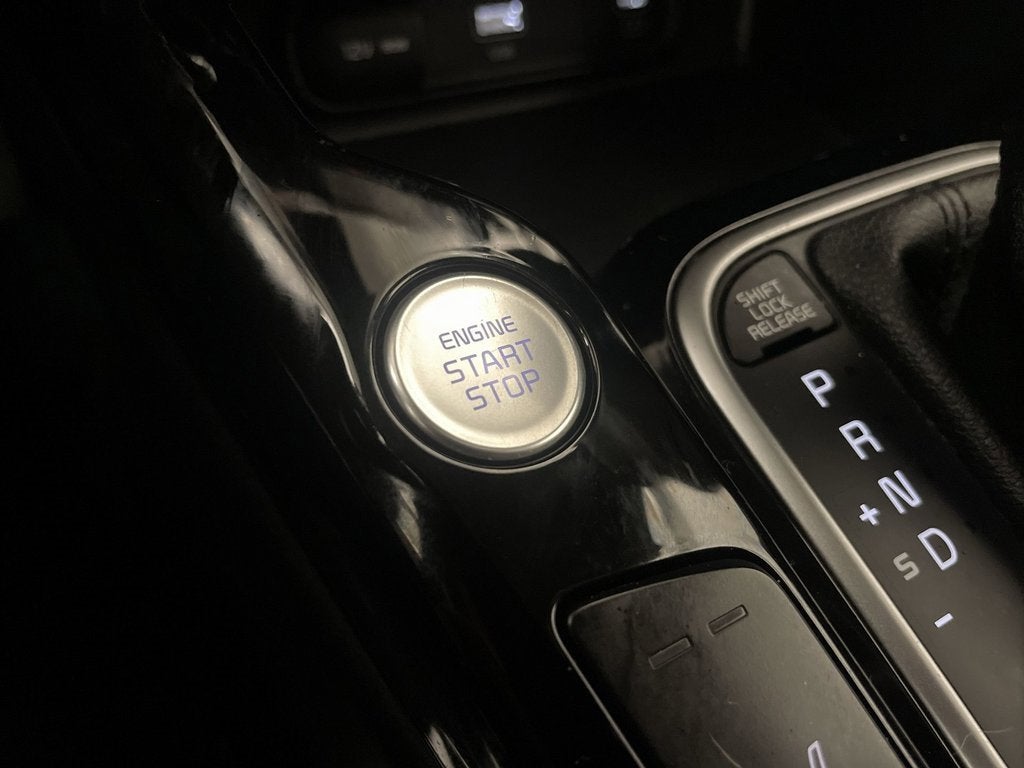 ENGINE
START
STOP
SHIFT
LOCK
RELEASE
P
R
N
+
S D
-